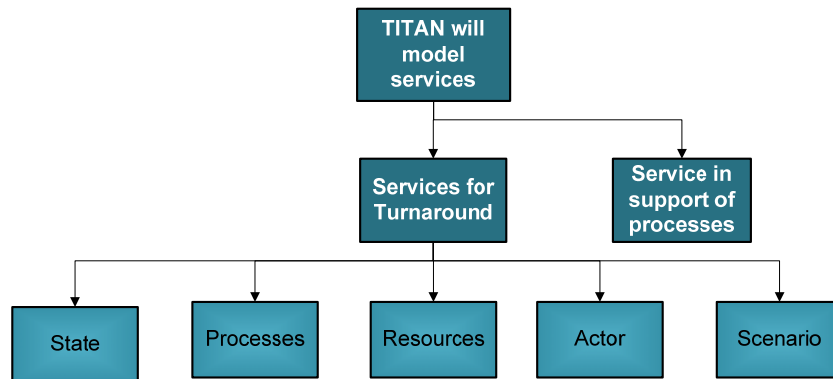 TITAN will
model
services
Services for
Turnaround
Service in
support of
processes
State
Processes
Resources
Actor
Scenario